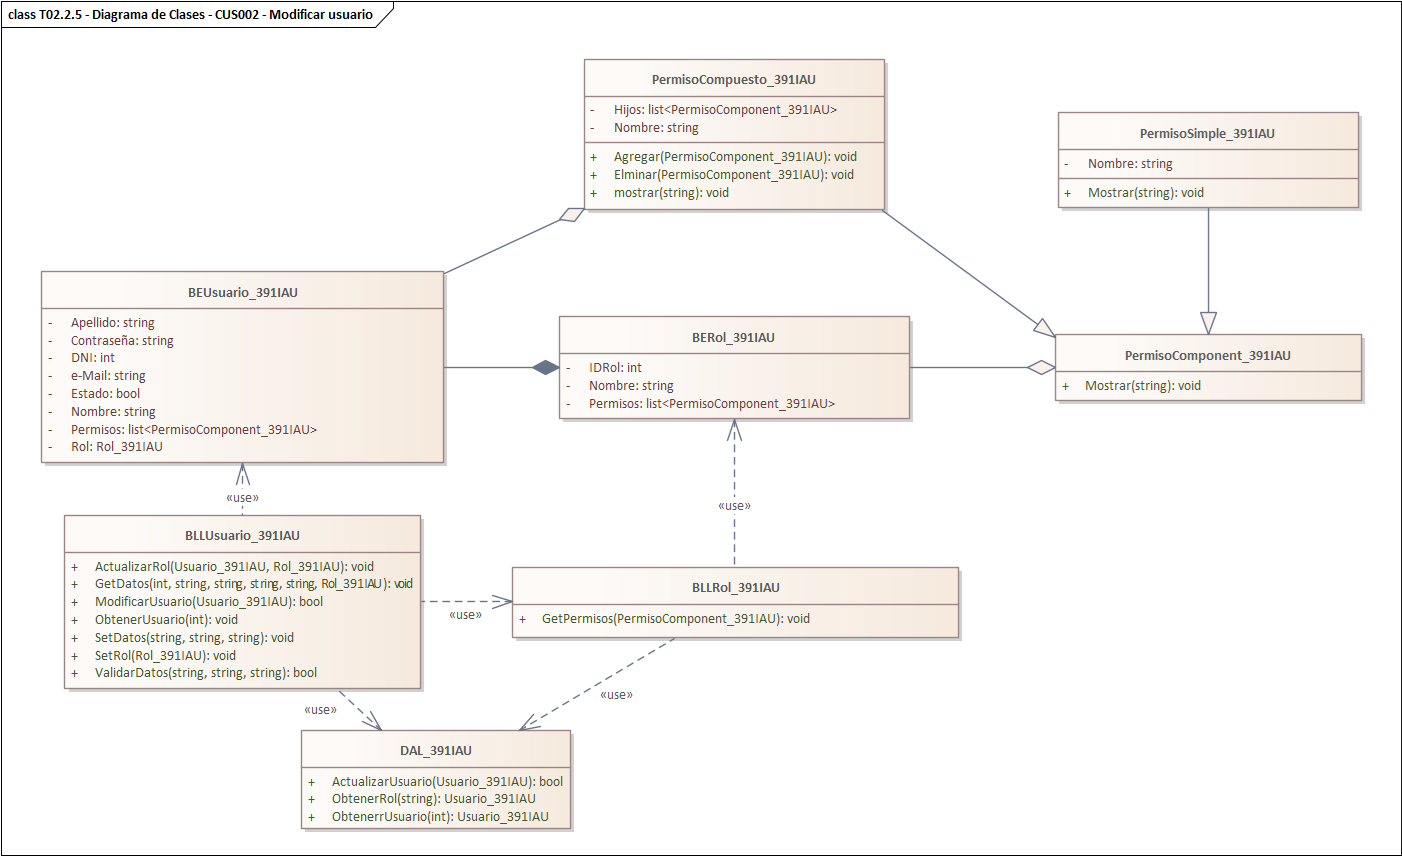 class T02.2.5 - Diagrama de Clases - CUS002 - Modificar usuario
PermisoCompuesto_391IAU
- Hijos: list<PermisoComponent_391IAU>
- Nombre: string
+ Agregar(PermisoComponent_391IAU): void
+ Elminar(PermisoComponent_391IAU): void
+ mostrar(string): void
PermisoSimple_391IAU
- Nombre: string
+ Mostrar(string): void
BEUsuario_391IAU
- Apellido: string
- Contraseña: string
- DNI: int
- e-Mail: string
- Estado: bool
- Nombre: string
- Permisos: list<PermisoComponent_391IAU>
- Rol: Rol_391IAU
BERol_391IAU
- IDRol: int
- Nombre: string
- Permisos: list<PermisoComponent_391IAU>
PermisoComponent_391IAU
+ Mostrar(string): void
«use»
«use»
BLLUsuario_391IAU
+ ActualizarRol(Usuario_391IAU, Rol_391IAU): void
+ GetDatos(int, string, string, string, string, Rol_391IAU): void
+ ModificarUsuario(Usuario_391IAU): bool
+ ObtenerUsuario(int): void
+ SetDatos(string, string, string): void
+ SetRol(Rol_391IAU): void
+ ValidarDatos(string, string, string): bool
«use»
BLLRol_391IAU
+ GetPermisos(PermisoComponent_391IAU): void
«use»
«use»
DAL_391IAU
+ ActualizarUsuario(Usuario_391IAU): bool
+ ObtenerRol(string): Usuario_391IAU
+ ObtenerrUsuario(int): Usuario_391IAU